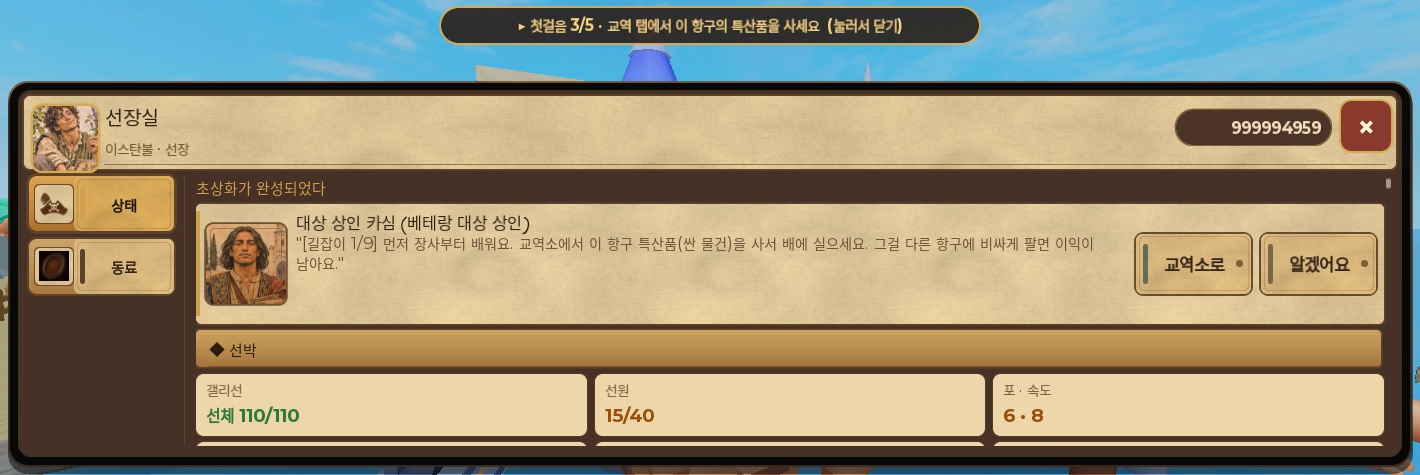 ▸ 첫걸음 3/5 · 교역 탭에서 이 항구의 특산품을 사세요 (눌러서 닫기)
선장실
이스탄불 · 선장
999994959
×
상태
동료
초상화가 완성되었다
대상 상인 카심 (베테랑 대상 상인)
"[길잡이 1/9] 먼저 장사부터 배워요. 교역소에서 이 항구 특산품(싼 물건)을 사서 배에 실으세요. 그걸 다른 항구에 비싸게 팔면 이익이
남아요."
교역소로
알겠어요
◆ 선박
갤리선
선체 110/110
선원
15/40
포 · 속도
6 · 8